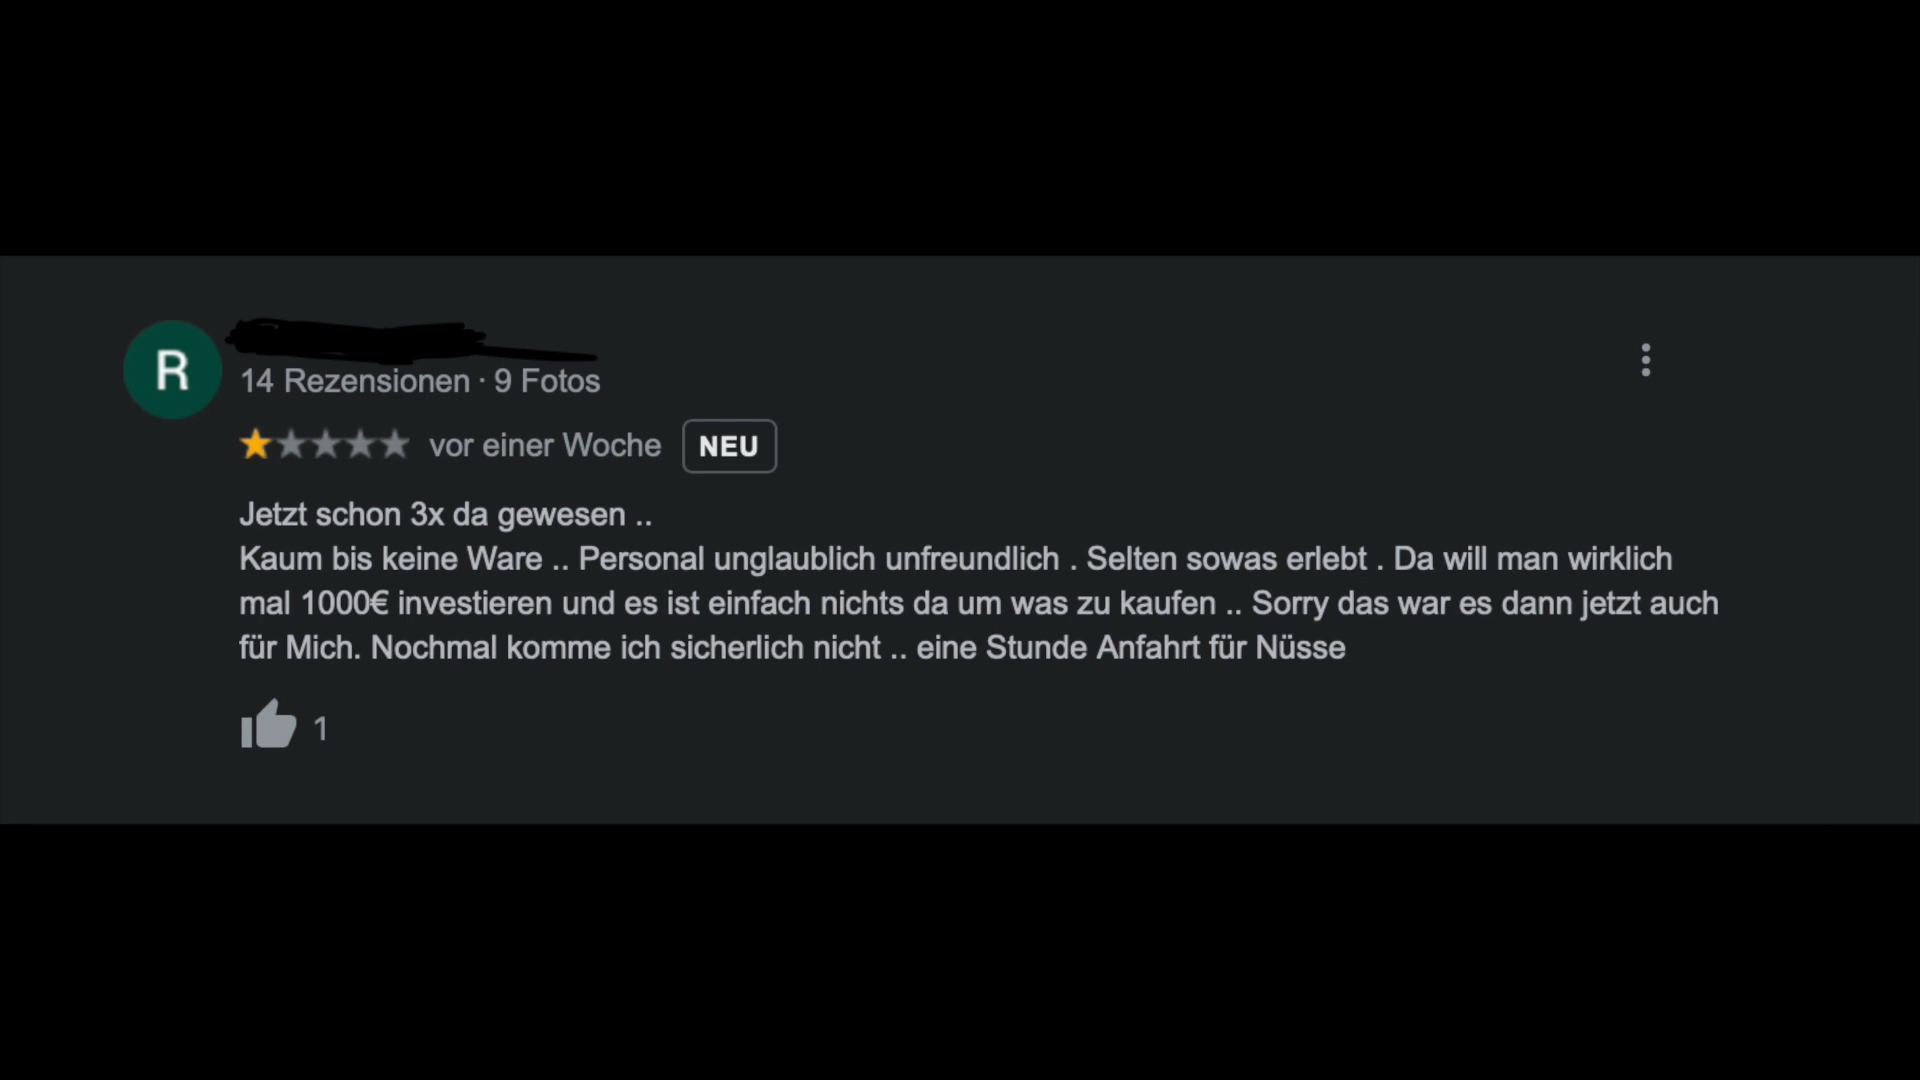 R
14 Rezensionen · 9 Fotos
vor einer Woche NEU
Jetzt schon 3x da gewesen ..
Kaum bis keine Ware .. Personal unglaublich unfreundlich . Selten sowas erlebt . Da will man wirklich
mal 1000€ investieren und es ist einfach nichts da um was zu kaufen .. Sorry das war es dann jetzt auch
für Mich. Nochmal komme ich sicherlich nicht .. eine Stunde Anfahrt für Nüsse
1